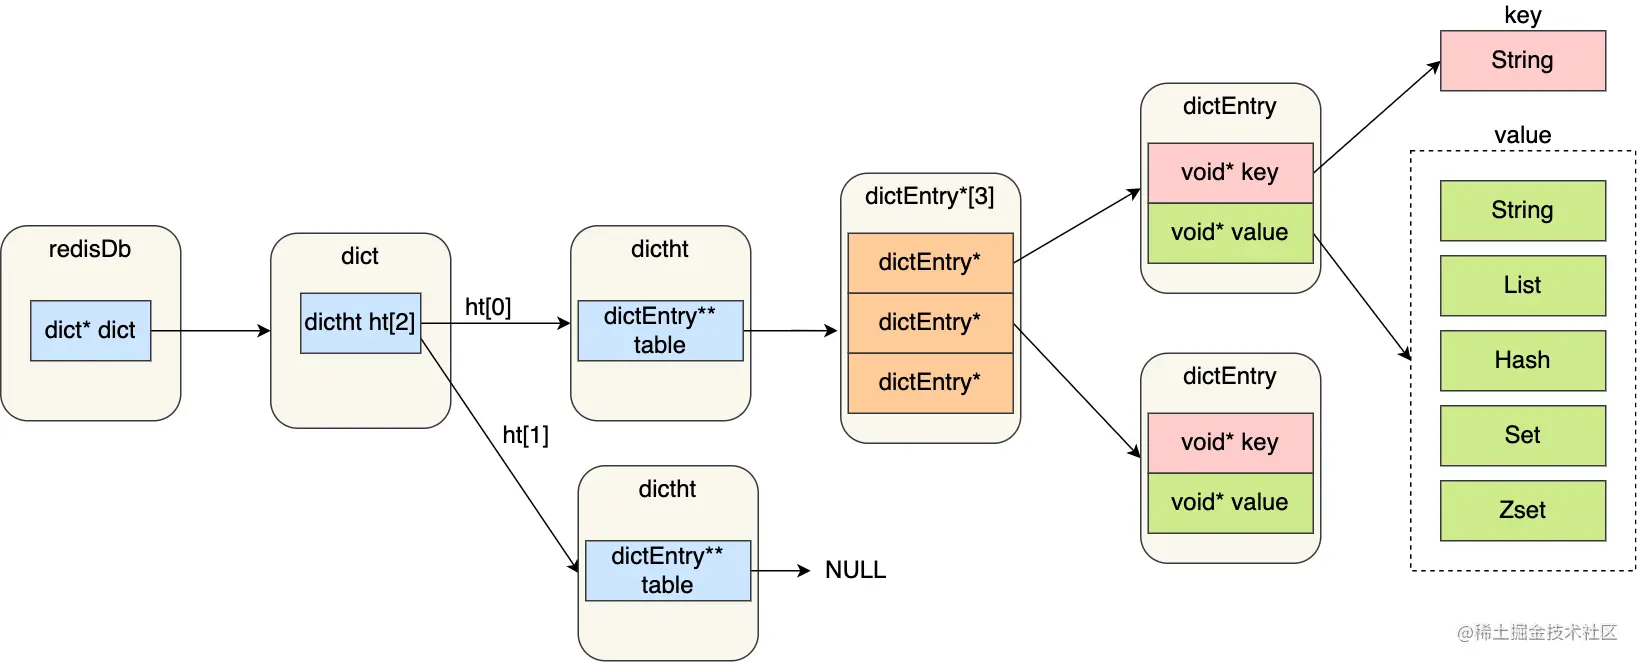 redisDb
dict* dict
dict
dictht ht[2]
ht[0]
ht[1]
dictht
dictEntry**
table
dictht
dictEntry**
table
NULL
dictEntry*[3]
dictEntry*
dictEntry*
dictEntry*
dictEntry
void* key
void* value
dictEntry
void* key
void* value
key
String
value
String
List
Hash
Set
Zset
@稀土掘金技术社区